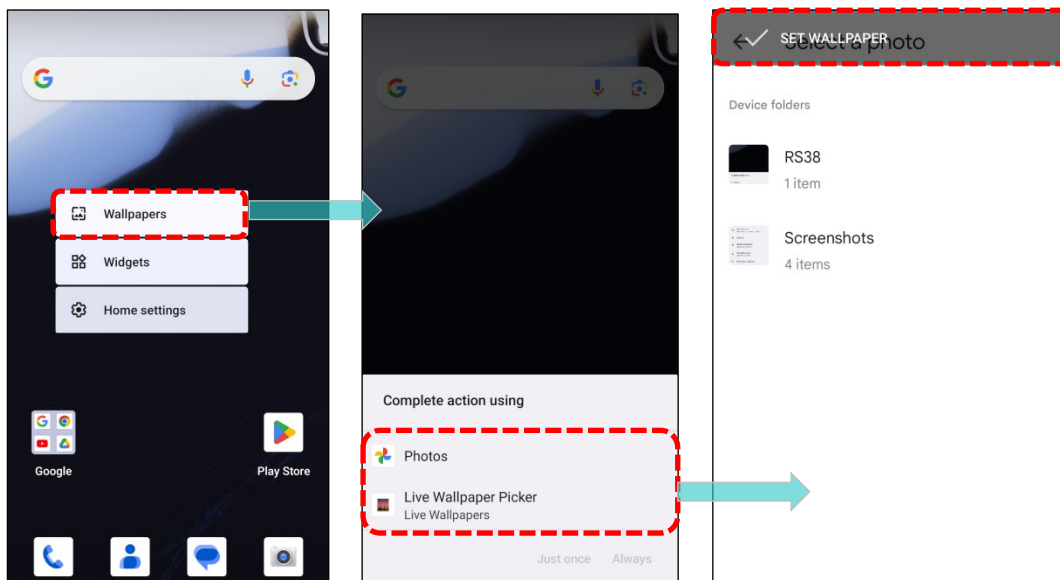 Wallpapers
Widgets
Home settings
Google
Play Store
Complete action using
Photos
Live Wallpaper Picker
Live Wallpapers
Just once Always
SET WALLPAPER
Select a photo
Device folders
RS38
1 item
Screenshots
4 items